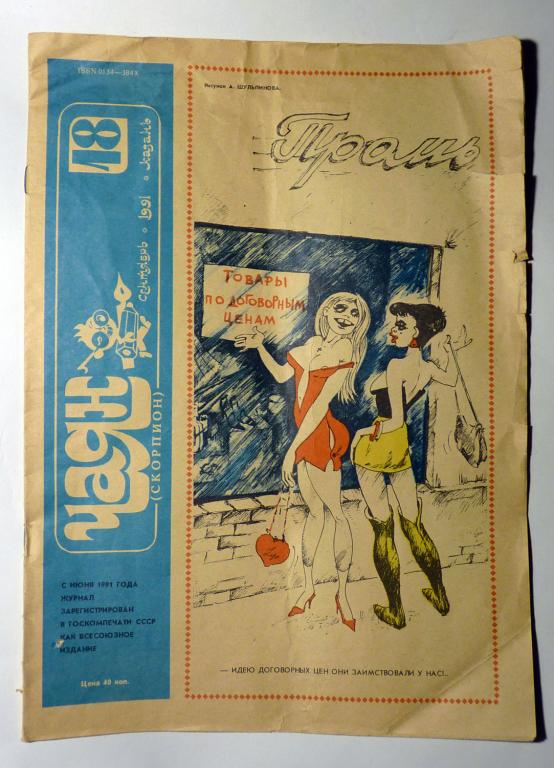 ISSN 0134—384X
18
сентябрь • 1991 • Казань
Чаян
(СКОРПИОН)
С ИЮНЯ 1991 ГОДА
ЖУРНАЛ
ЗАРЕГИСТРИРОВАН
В ГОСКОМПЕЧАТИ СССР
КАК ВСЕСОЮЗНОЕ
ИЗДАНИЕ
Цена 40 коп.
Рисунок А. ШУЛЬПИНОВА.
ТОВАРЫ
ПО ДОГОВОРНЫМ
ЦЕНАМ
— ИДЕЮ ДОГОВОРНЫХ ЦЕН ОНИ ЗАИМСТВОВАЛИ У НАС!..